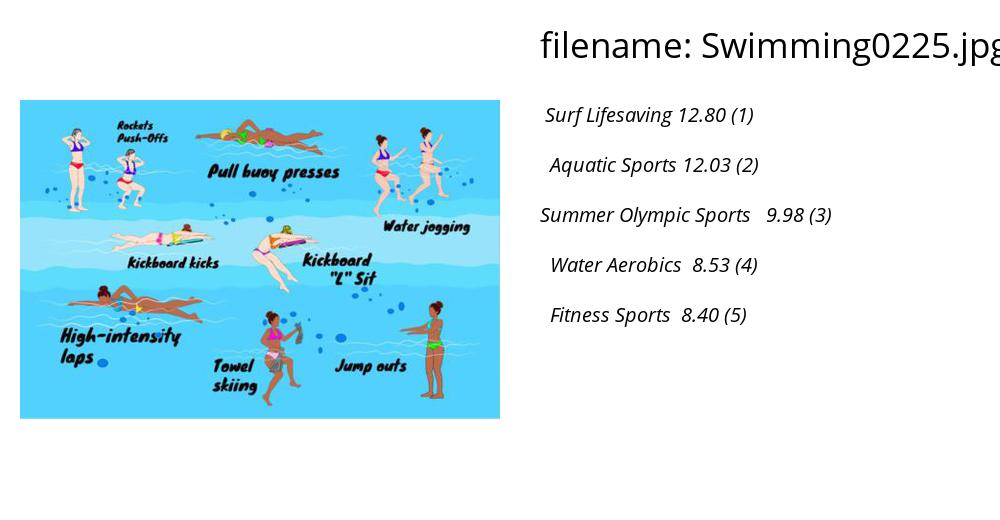 filename: Swimming0225.jpg
Rockets
Push-Offs
Pull buoy presses
Water jogging
Kickboard kicks
Kickboard
"L" Sit
High-intensity
laps
Towel
skiing
Jump outs
Surf Lifesaving 12.80 (1)
Aquatic Sports 12.03 (2)
Summer Olympic Sports 9.98 (3)
Water Aerobics 8.53 (4)
Fitness Sports 8.40 (5)